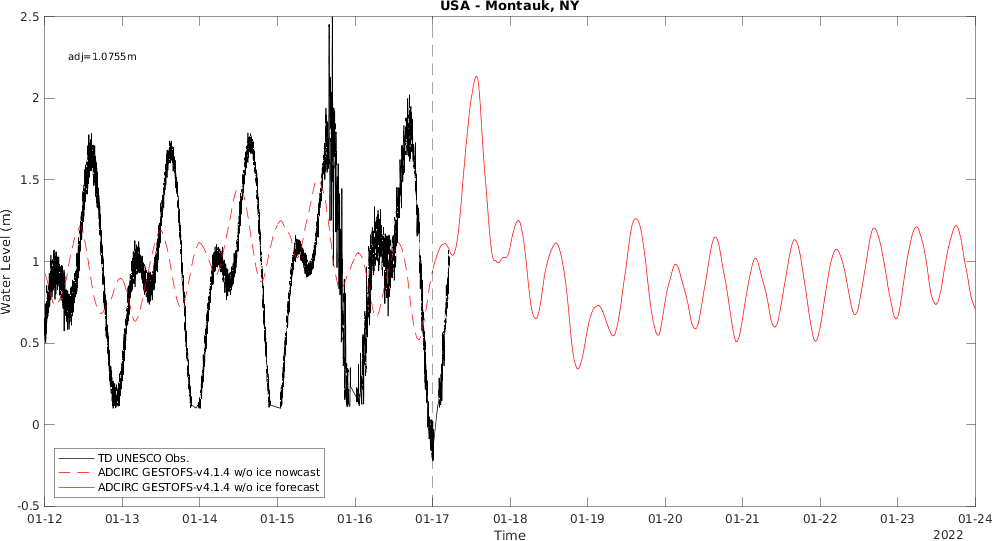 USA - Montauk, NY
adj=1.0755m
Water Level (m)
2.5
2
1.5
1
0.5
0
-0.5
TD UNESCO Obs.
ADCIRC GESTOFS-v4.1.4 w/o ice nowcast
ADCIRC GESTOFS-v4.1.4 w/o ice forecast
01-12 01-13 01-14 01-15 01-16 01-17 01-18 01-19 01-20 01-21 01-22 01-23 01-24
Time
2022